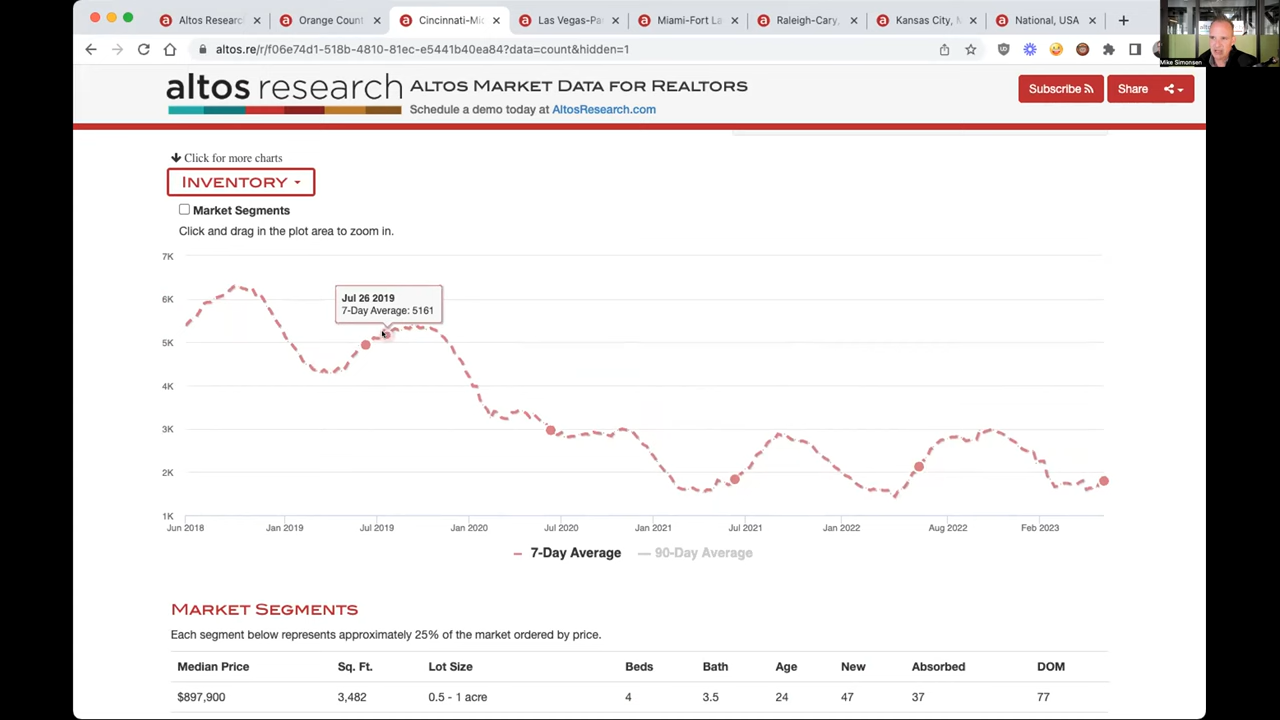 Altos Researc
Orange Count
Cincinnati-Mi
Las Vegas-Pa
Miami-Fort La
Raleigh-Cary,
Kansas City, M
National, USA
altos.re/r/f06e74d1-518b-4810-81ec-e5441b40ea84?data=count&hidden=1
Mike Simonsen
altos research
ALTOS MARKET DATA FOR REALTORS
Schedule a demo today at AltosResearch.com
Subscribe
Share
Click for more charts
INVENTORY
Market Segments
Click and drag in the plot area to zoom in.
7K
6K
5K
4K
3K
2K
1K
Jul 26 2019
7-Day Average: 5161
Jun 2018
Jan 2019
Jul 2019
Jan 2020
Jul 2020
Jan 2021
Jul 2021
Jan 2022
Aug 2022
Feb 2023
7-Day Average
90-Day Average
MARKET SEGMENTS
Each segment below represents approximately 25% of the market ordered by price.
Median Price Sq. Ft. Lot Size Beds Bath Age New Absorbed DOM
$897,900 3,482 0.5 - 1 acre 4 3.5 24 47 37 77